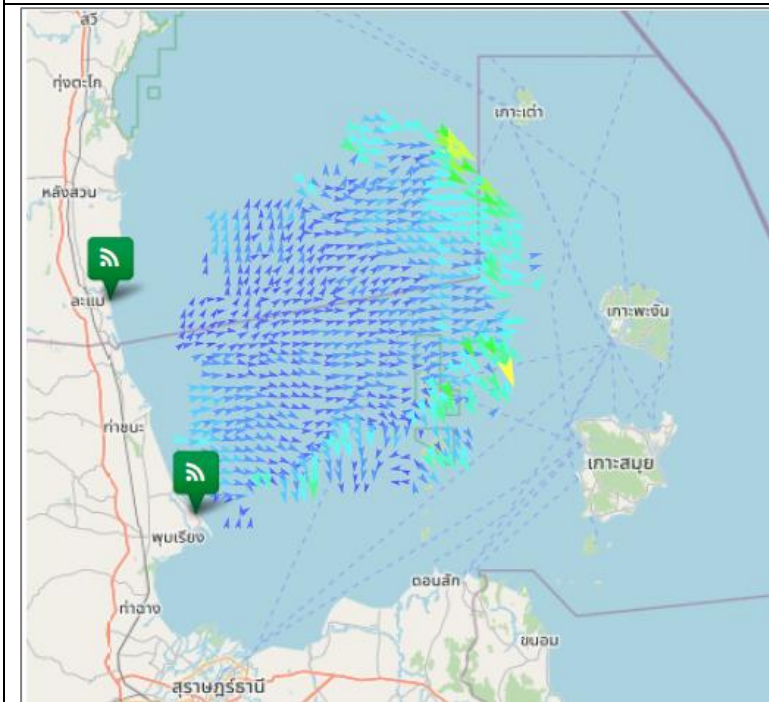 สวี
ทุ่งตะโก
เกาะเต่า
หลังสวน
ละแม
เกาะพะงัน
ท่าชนะ
เกาะสมุย
พุมเรียง
ดอนสัก
ท่าฉาง
ขนอม
สุราษฎร์ธานี